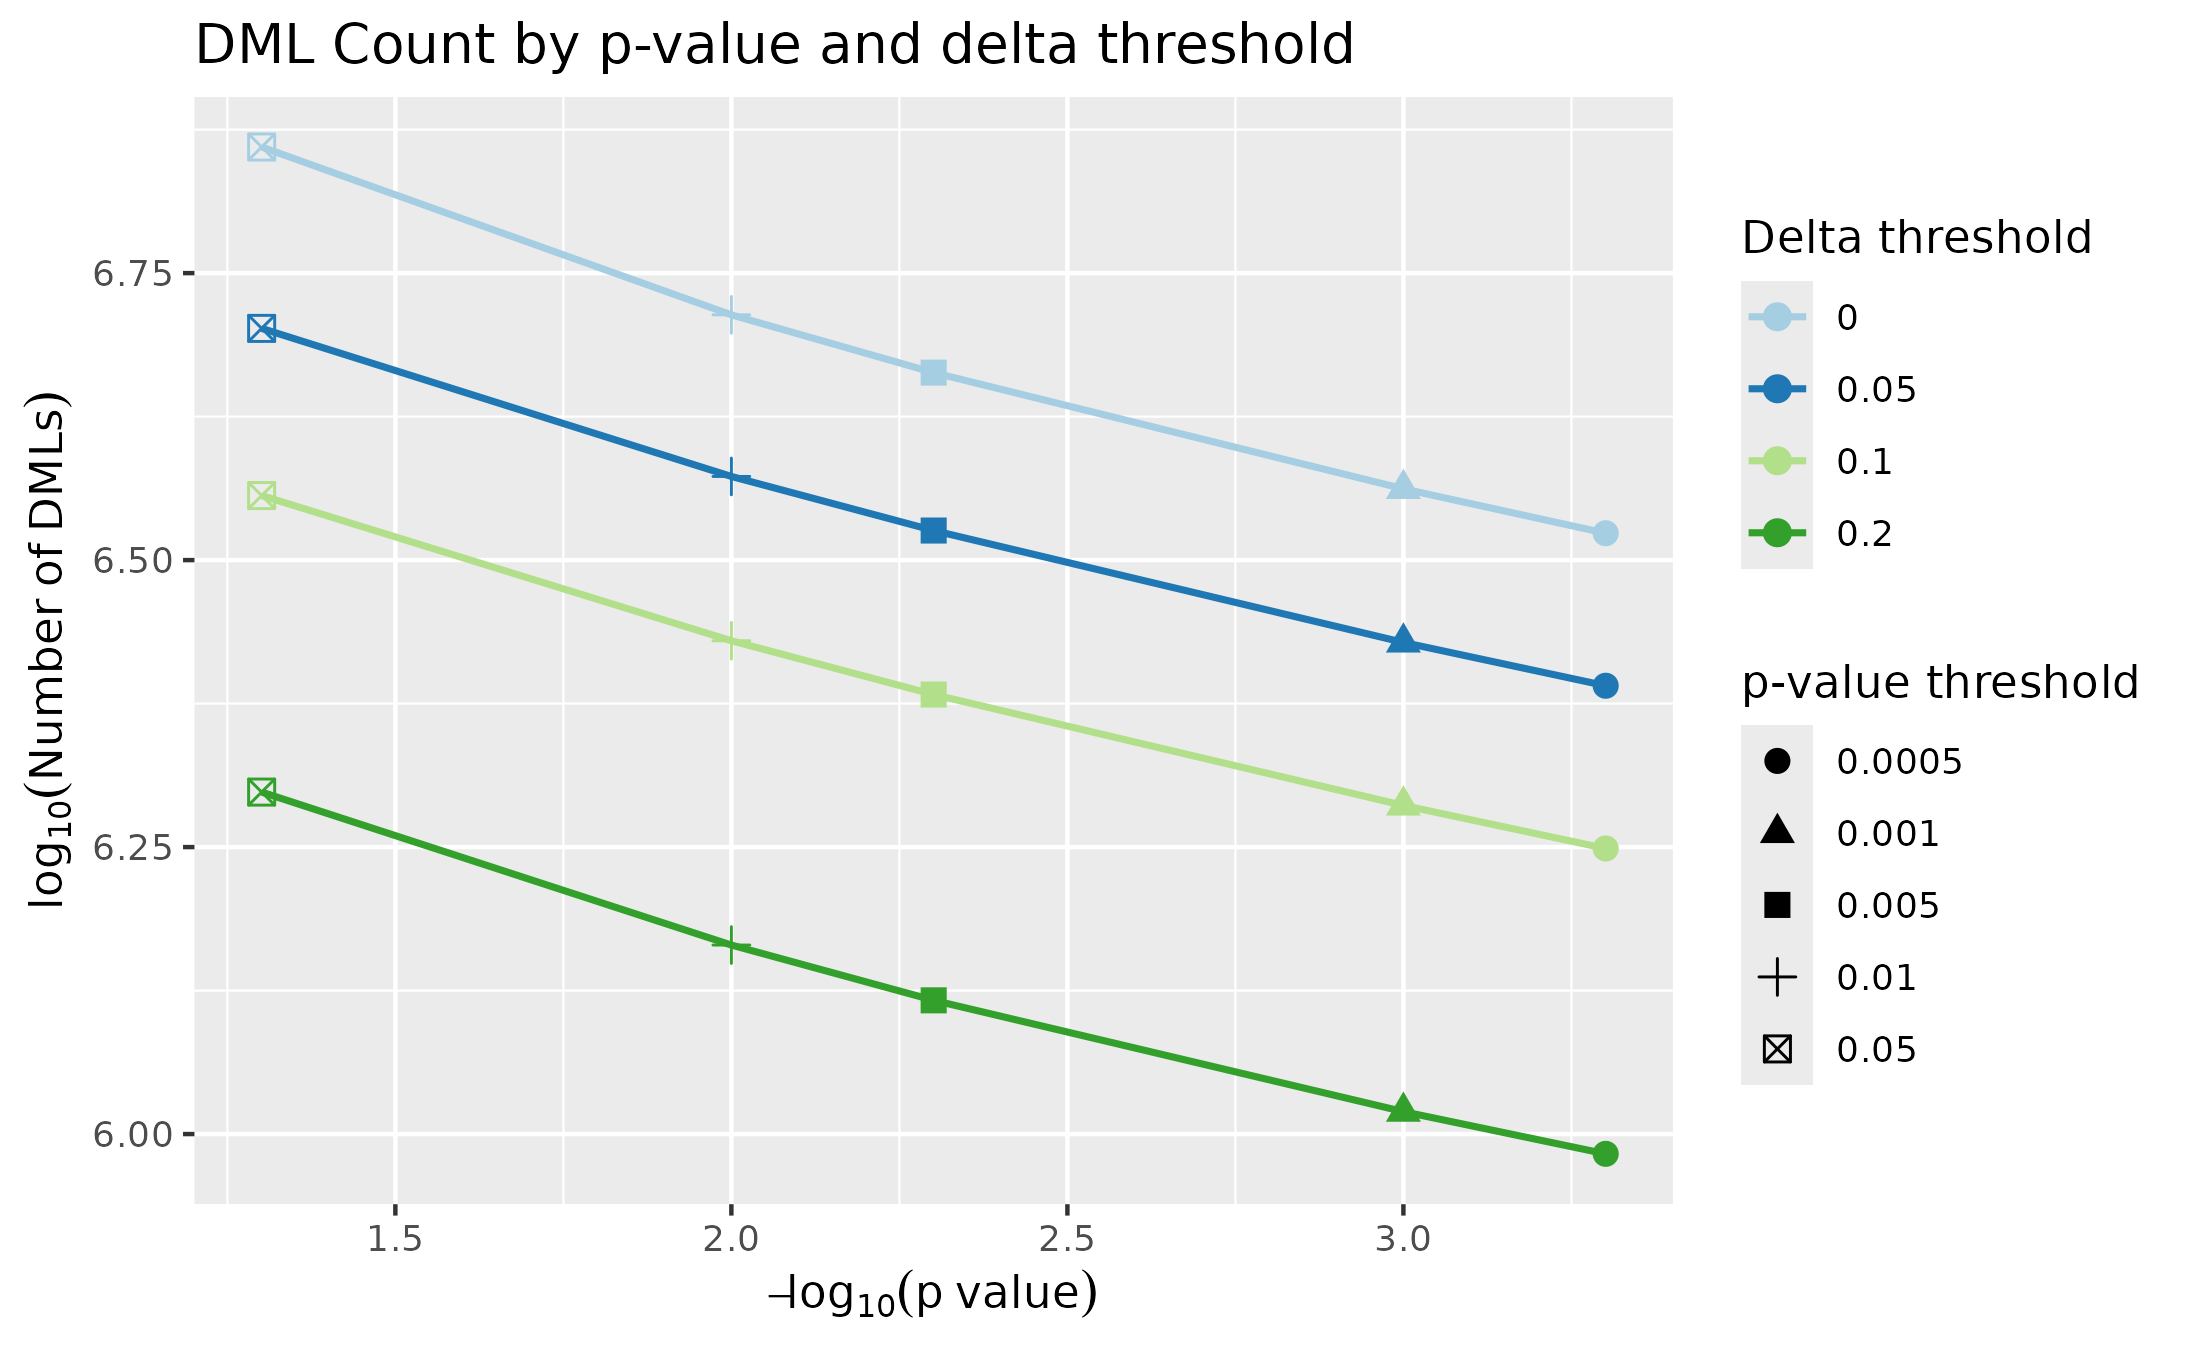 DML Count by p-value and delta threshold
log10(Number of DMLs)
6.75
6.50
6.25
6.00
1.5 2.0 2.5 3.0
−log10(p value)
Delta threshold
0
0.05
0.1
0.2
p-value threshold
0.0005
0.001
0.005
0.01
0.05